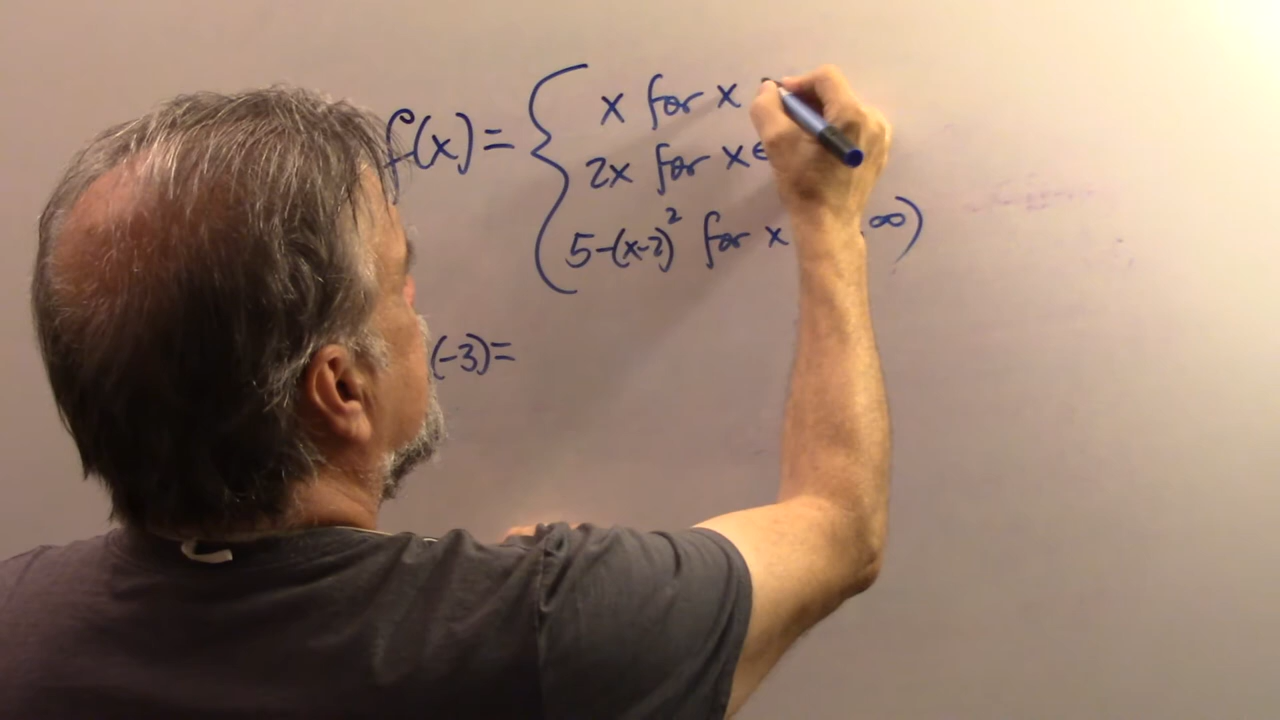 f(x)= { x for x
2x for x ∈
5-(x-2)² for x ∞)
(-3)=